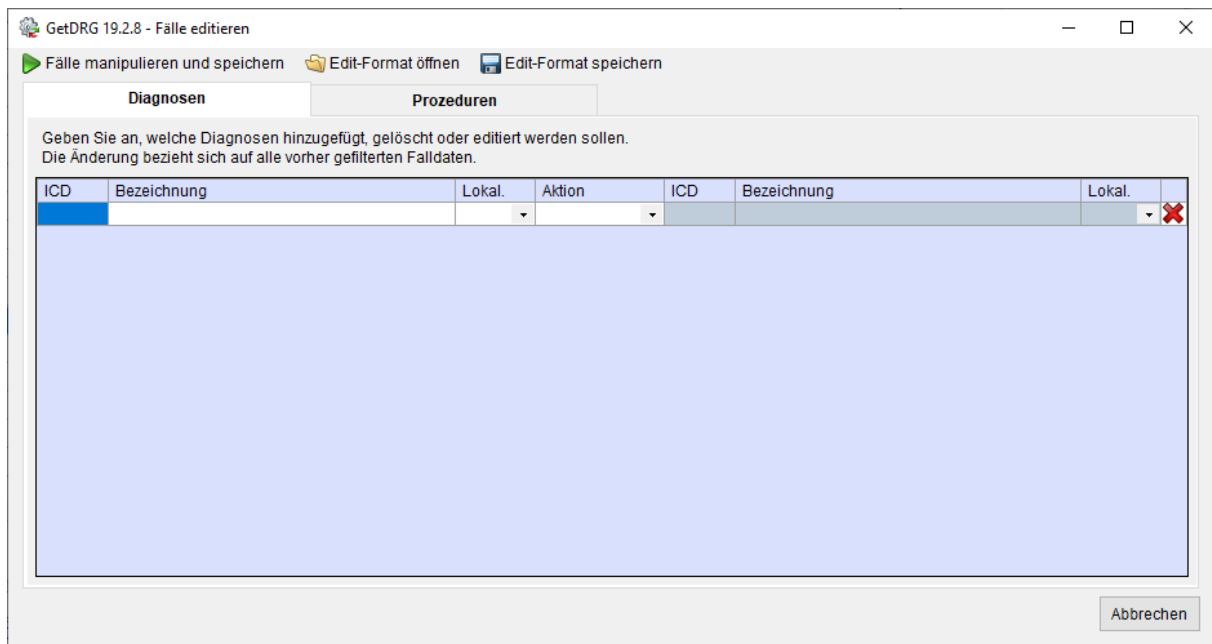 GetDRG 19.2.8 - Fälle editieren
Fälle manipulieren und speichern Edit-Format öffnen Edit-Format speichern
Diagnosen Prozeduren
Geben Sie an, welche Diagnosen hinzugefügt, gelöscht oder editiert werden sollen.
Die Änderung bezieht sich auf alle vorher gefilterten Falldaten.
ICD Bezeichnung Lokal. Aktion ICD Bezeichnung Lokal.
Abbrechen